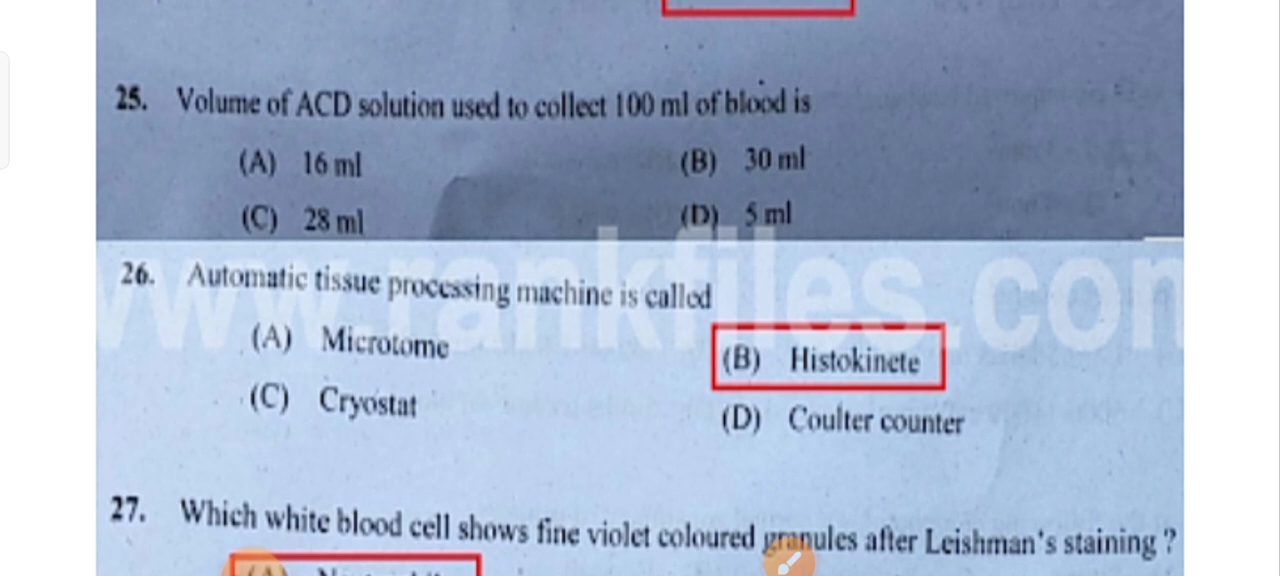 25. Volume of ACD solution used to collect 100 ml of blood is
(A) 16 ml (B) 30 ml
(C) 28 ml (D) 5 ml
www.rankfiles.com
26. Automatic tissue processing machine is called
(A) Microtome (B) Histokinete
(C) Cryostat (D) Coulter counter
27. Which white blood cell shows fine violet coloured granules after Leishman's staining ?